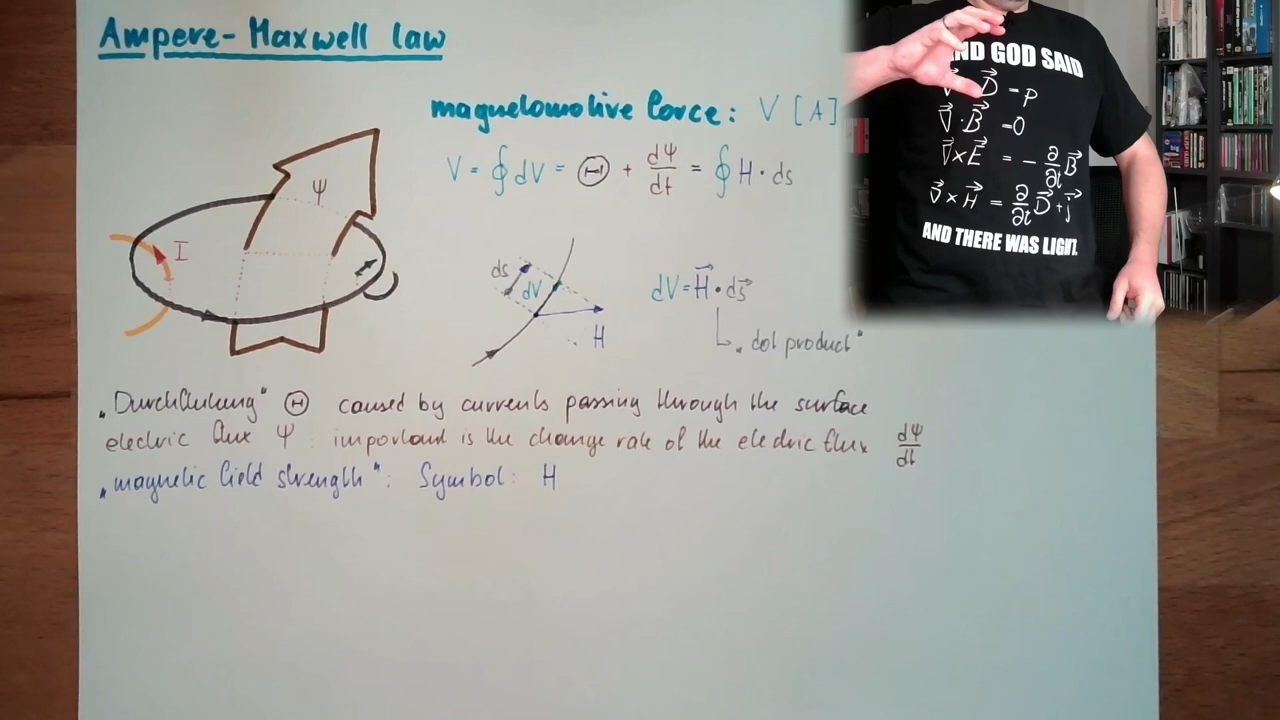 Ampere-Maxwell law
magnetomotive force: V [A]
V = ∮ dV = Θ + dΨ/dt = ∮ H · ds
Ψ
I
ds
dV
H
dV = H⃗ · ds⃗
"dot product"
"Durchflutung" Θ caused by currents passing through the surface
electric flux Ψ : important is the change rate of the electric flux dΨ/dt
"magnetic field strength": Symbol: H
ND GOD SAID
D⃗ = ρ
∇⃗ · B⃗ = 0
∇⃗ × E⃗ = - ∂/∂t B⃗
∇⃗ × H⃗ = ∂/∂t D⃗ + j⃗
AND THERE WAS LIGHT.